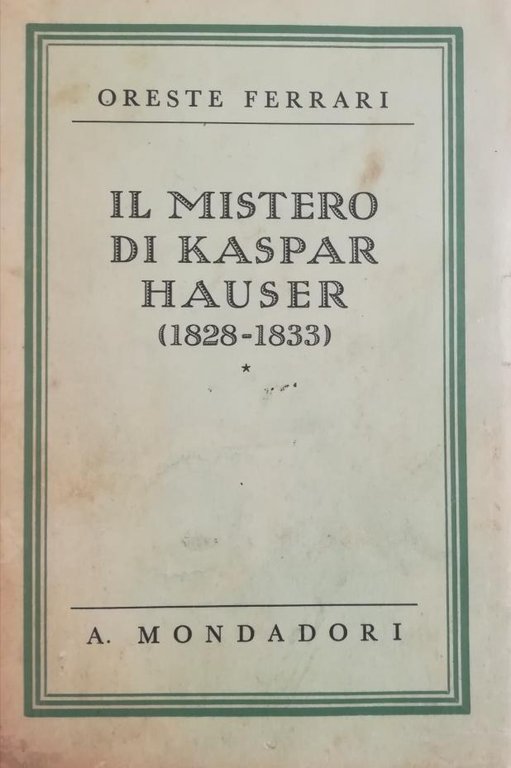 ORESTE FERRARI
IL MISTERO
DI KASPAR
HAUSER
(1828-1833)
*
A. MONDADORI